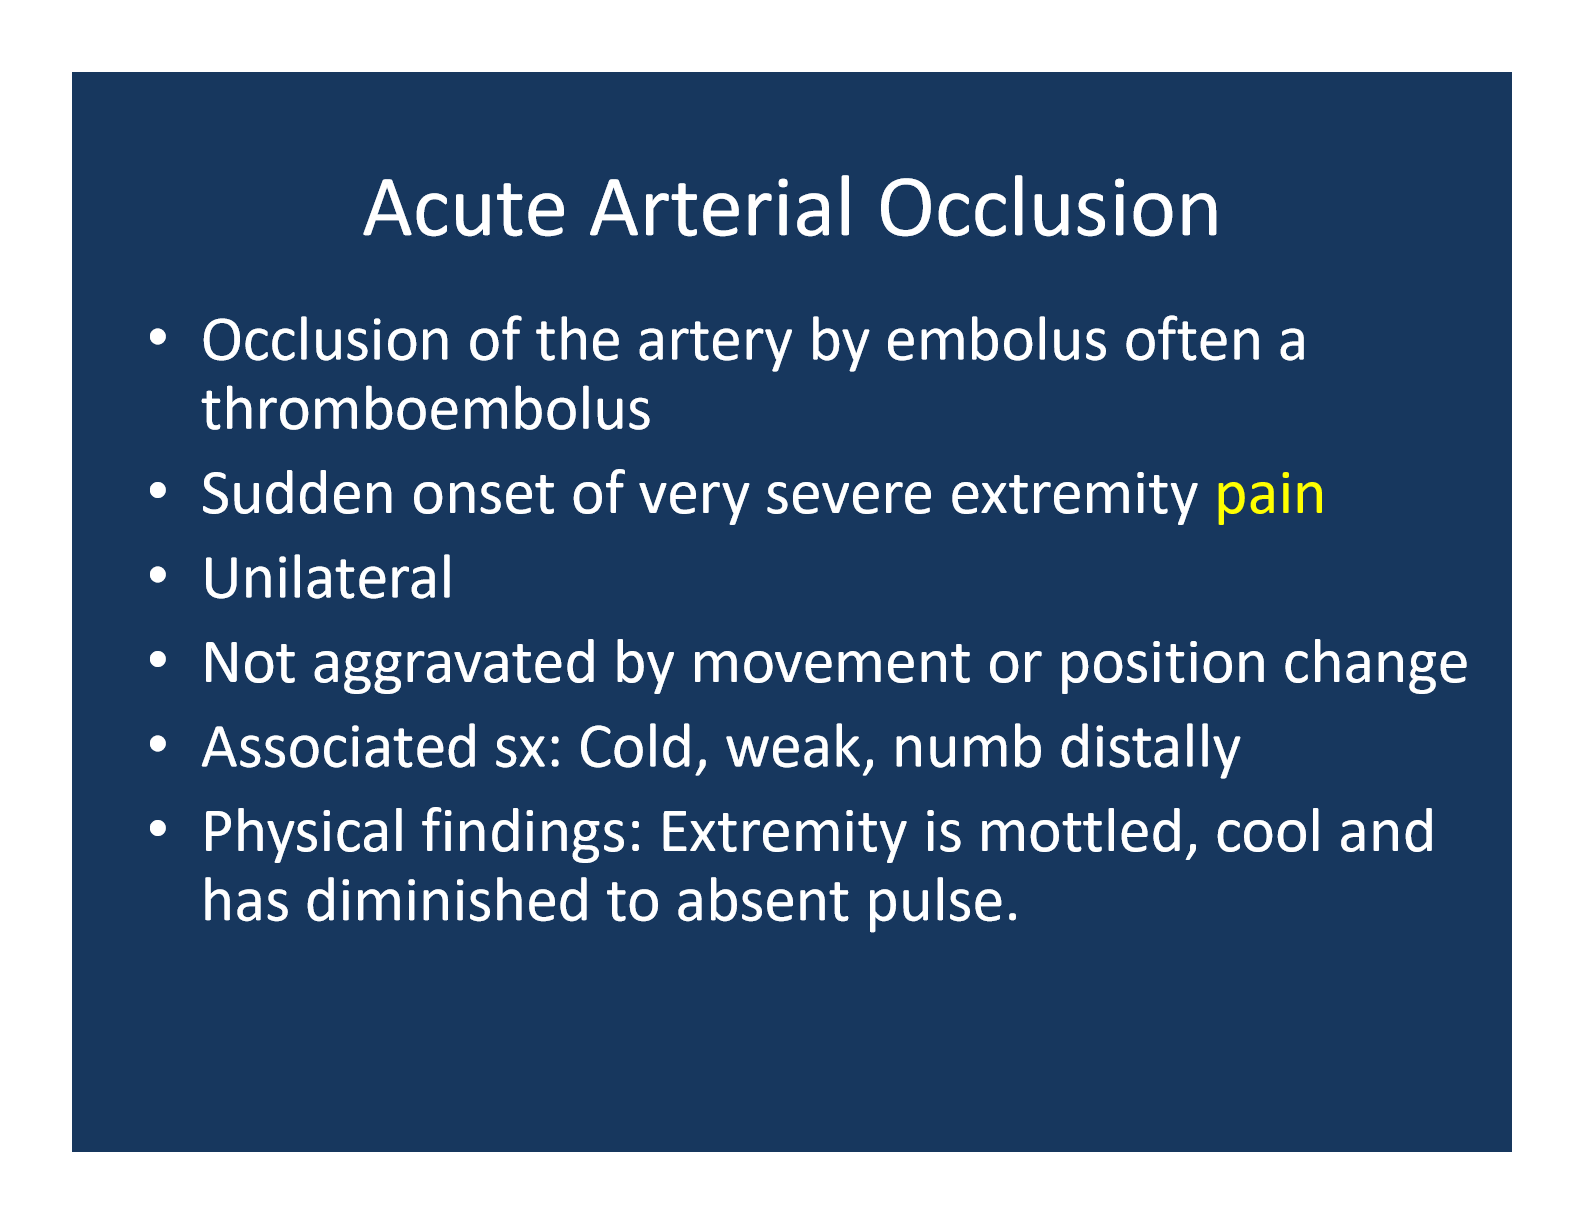 Acute Arterial Occlusion
• Occlusion of the artery by embolus often a
thromboembolus
• Sudden onset of very severe extremity pain
• Unilateral
• Not aggravated by movement or position change
• Associated sx: Cold, weak, numb distally
• Physical findings: Extremity is mottled, cool and
has diminished to absent pulse.